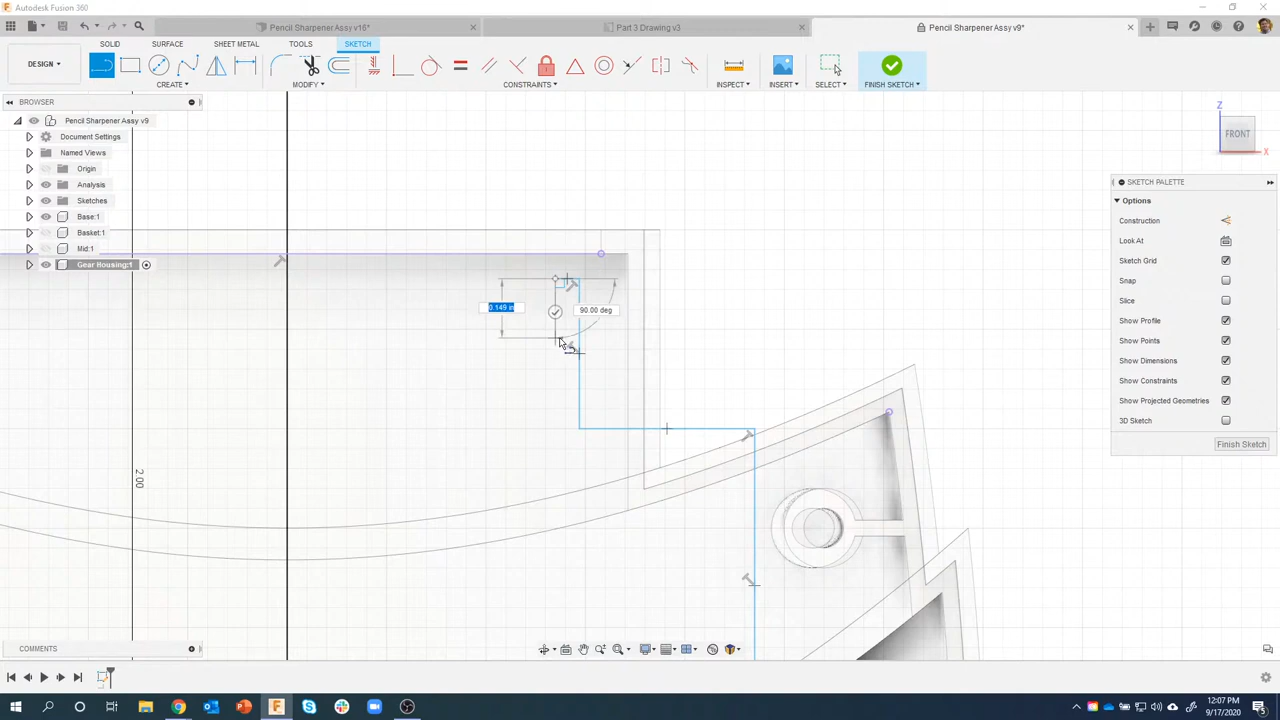 Autodesk Fusion 360
Pencil Sharpener Assy v16*
Part 3 Drawing v3
Pencil Sharpener Assy v9*
SOLID SURFACE SHEET METAL TOOLS SKETCH
DESIGN
CREATE MODIFY CONSTRAINTS INSPECT INSERT SELECT FINISH SKETCH
BROWSER
Pencil Sharpener Assy v9
Document Settings
Named Views
Origin
Analysis
Sketches
Base:1
Basket:1
Mid:1
Gear Housing:1
Z
FRONT
X
SKETCH PALETTE
Options
Construction
Look At
Sketch Grid
Snap
Slice
Show Profile
Show Points
Show Dimensions
Show Constraints
Show Projected Geometries
3D Sketch
Finish Sketch
0.149 in
90.00 deg
2.00
COMMENTS
12:07 PM
9/17/2020